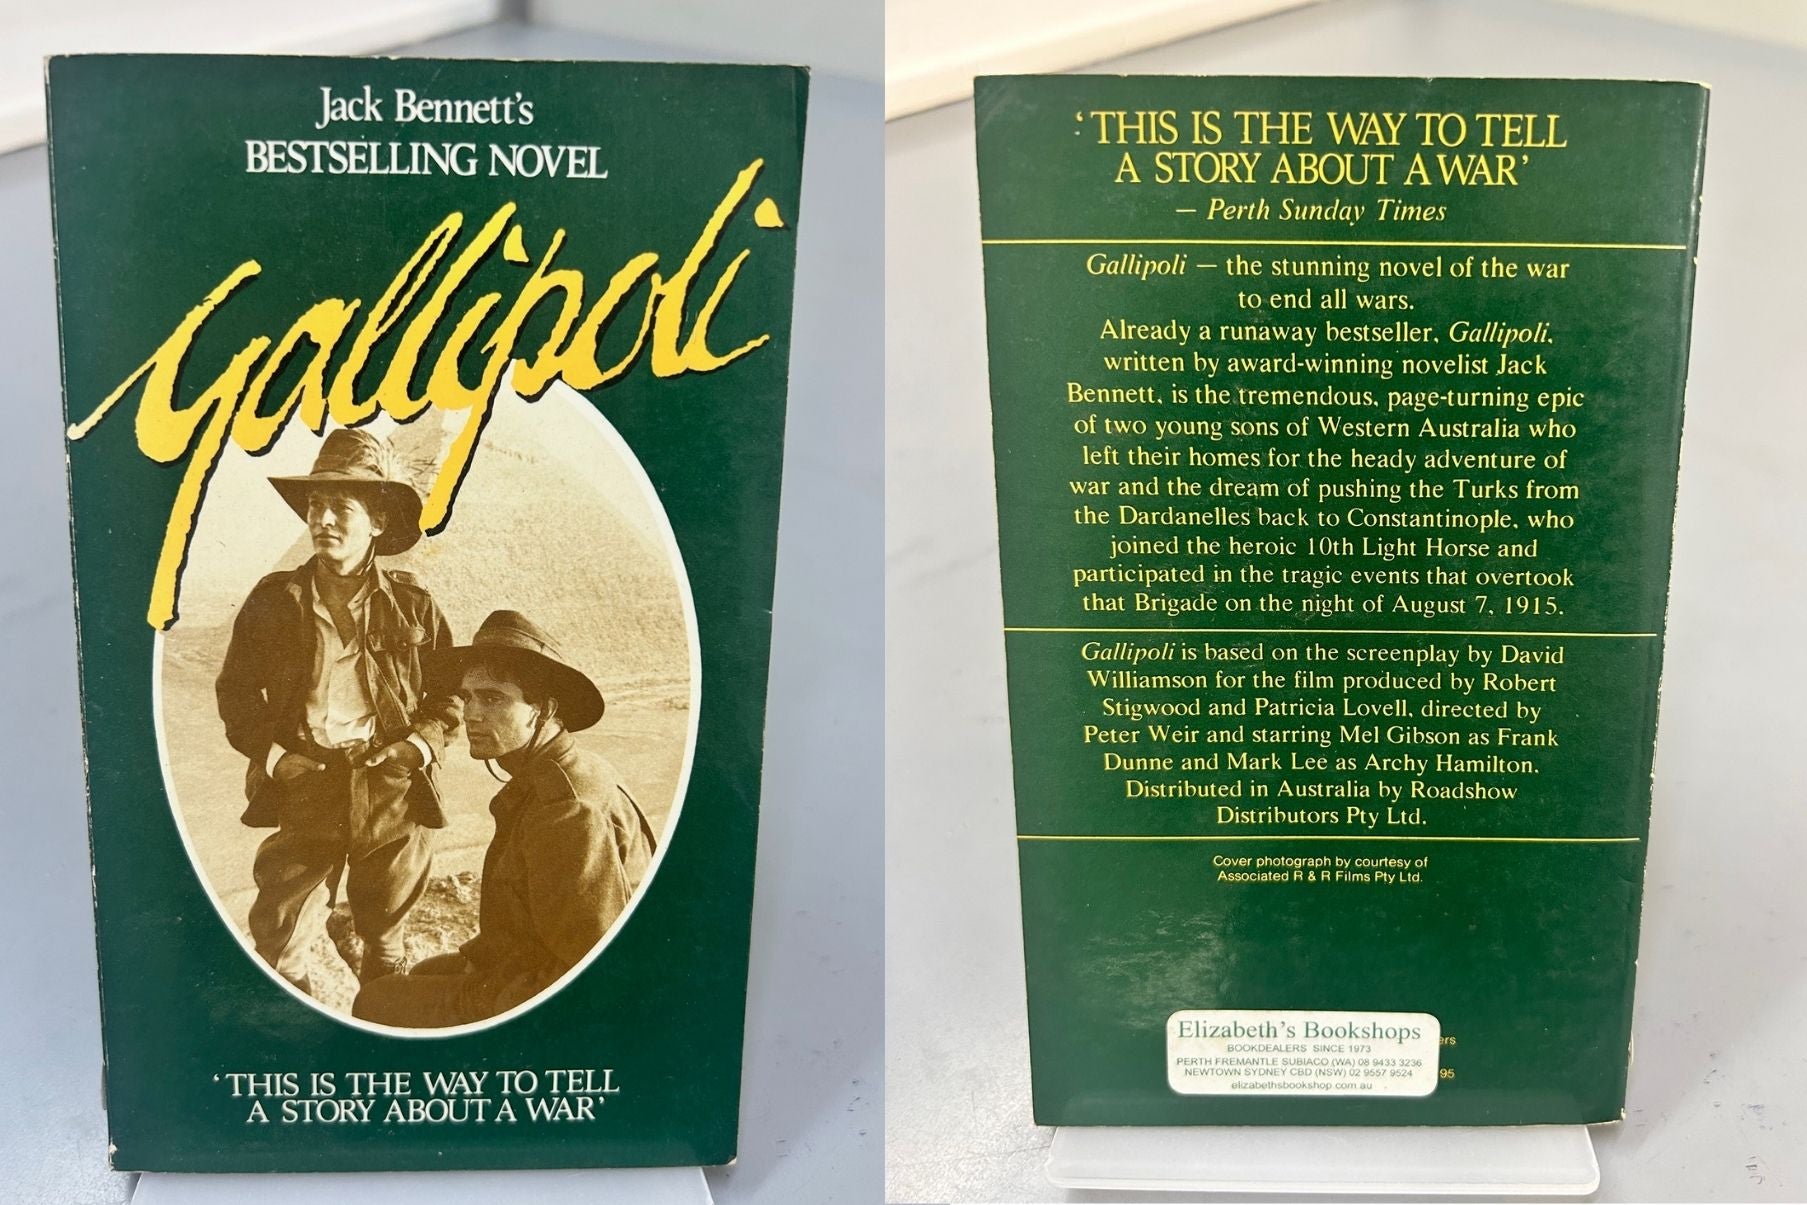 Jack Bennett's
BESTSELLING NOVEL
Gallipoli
'THIS IS THE WAY TO TELL
A STORY ABOUT A WAR'
'THIS IS THE WAY TO TELL
A STORY ABOUT A WAR'
— Perth Sunday Times
Gallipoli — the stunning novel of the war
to end all wars.
Already a runaway bestseller, Gallipoli,
written by award-winning novelist Jack
Bennett, is the tremendous, page-turning epic
of two young sons of Western Australia who
left their homes for the heady adventure of
war and the dream of pushing the Turks from
the Dardanelles back to Constantinople, who
joined the heroic 10th Light Horse and
participated in the tragic events that overtook
that Brigade on the night of August 7, 1915.
Gallipoli is based on the screenplay by David
Williamson for the film produced by Robert
Stigwood and Patricia Lovell, directed by
Peter Weir and starring Mel Gibson as Frank
Dunne and Mark Lee as Archy Hamilton.
Distributed in Australia by Roadshow
Distributors Pty Ltd.
Cover photograph by courtesy of
Associated R & R Films Pty Ltd.
Elizabeth's Bookshops
BOOKDEALERS SINCE 1973
PERTH FREMANTLE SUBIACO (WA) 08 9433 3236
NEWTOWN SYDNEY CBD (NSW) 02 9557 9524
elizabethsbookshop.com.au
ers
95